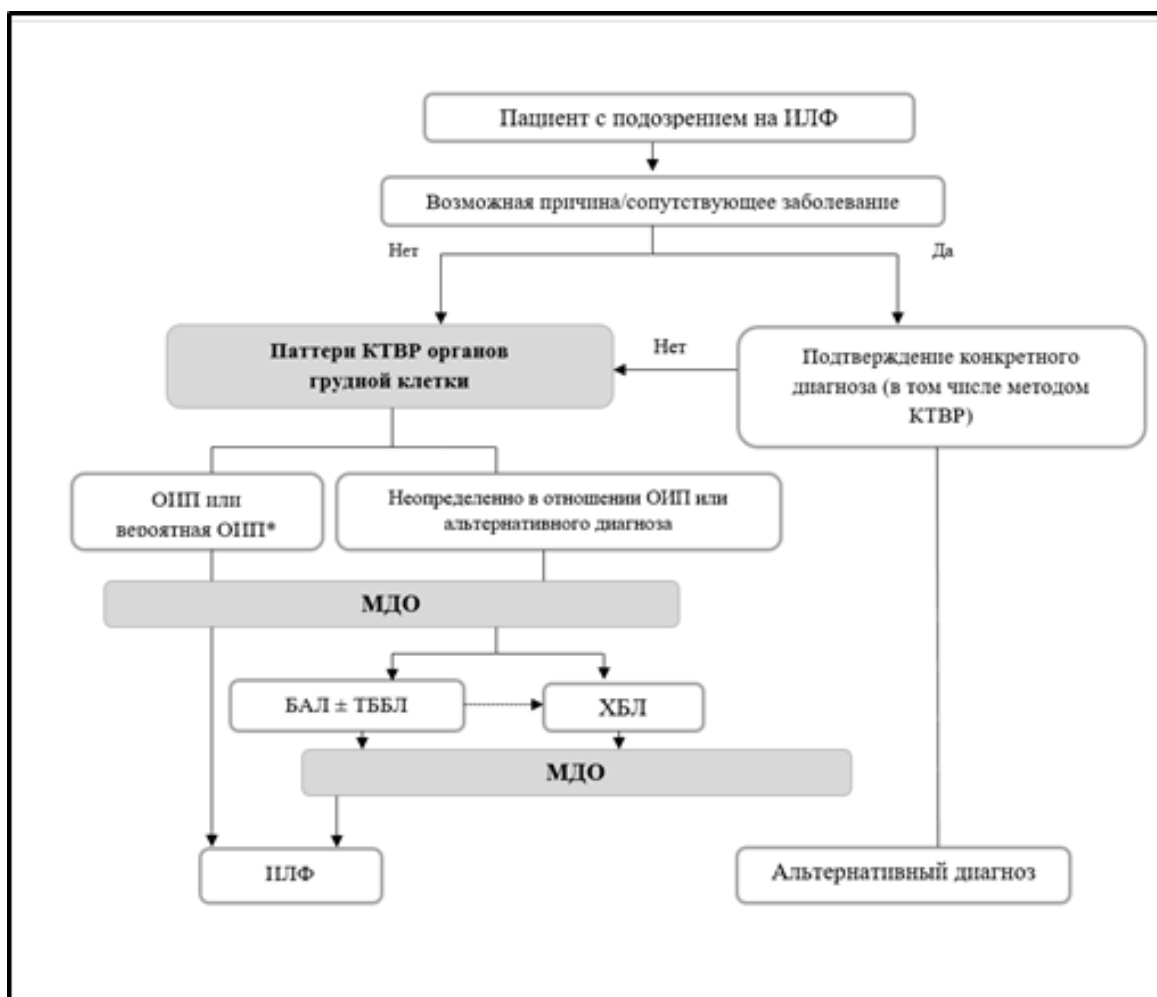 Пациент с подозрением на ИЛФ
Возможная причина/сопутствующее заболевание
Нет
Да
Паттерн КТВР органов
грудной клетки
Нет
Подтверждение конкретного
диагноза (в том числе методом
КТВР)
ОИП или
вероятная ОИП*
Неопределенно в отношении ОИП или
альтернативного диагноза
МДО
БАЛ ± ТББЛ
ХБЛ
МДО
ИЛФ
Альтернативный диагноз